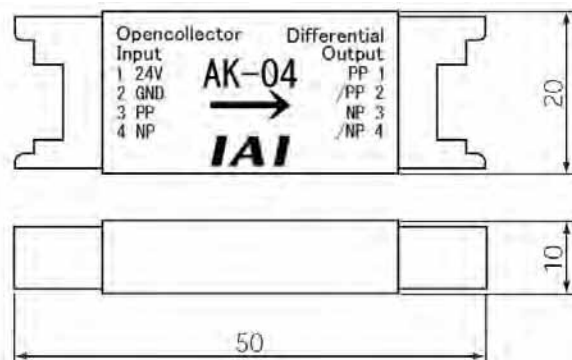 Opencollector
Input
1 24V
2 GND
3 PP
4 NP
AK-04
IAI
Differential
Output
PP 1
/PP 2
NP 3
/NP 4
20
10
50